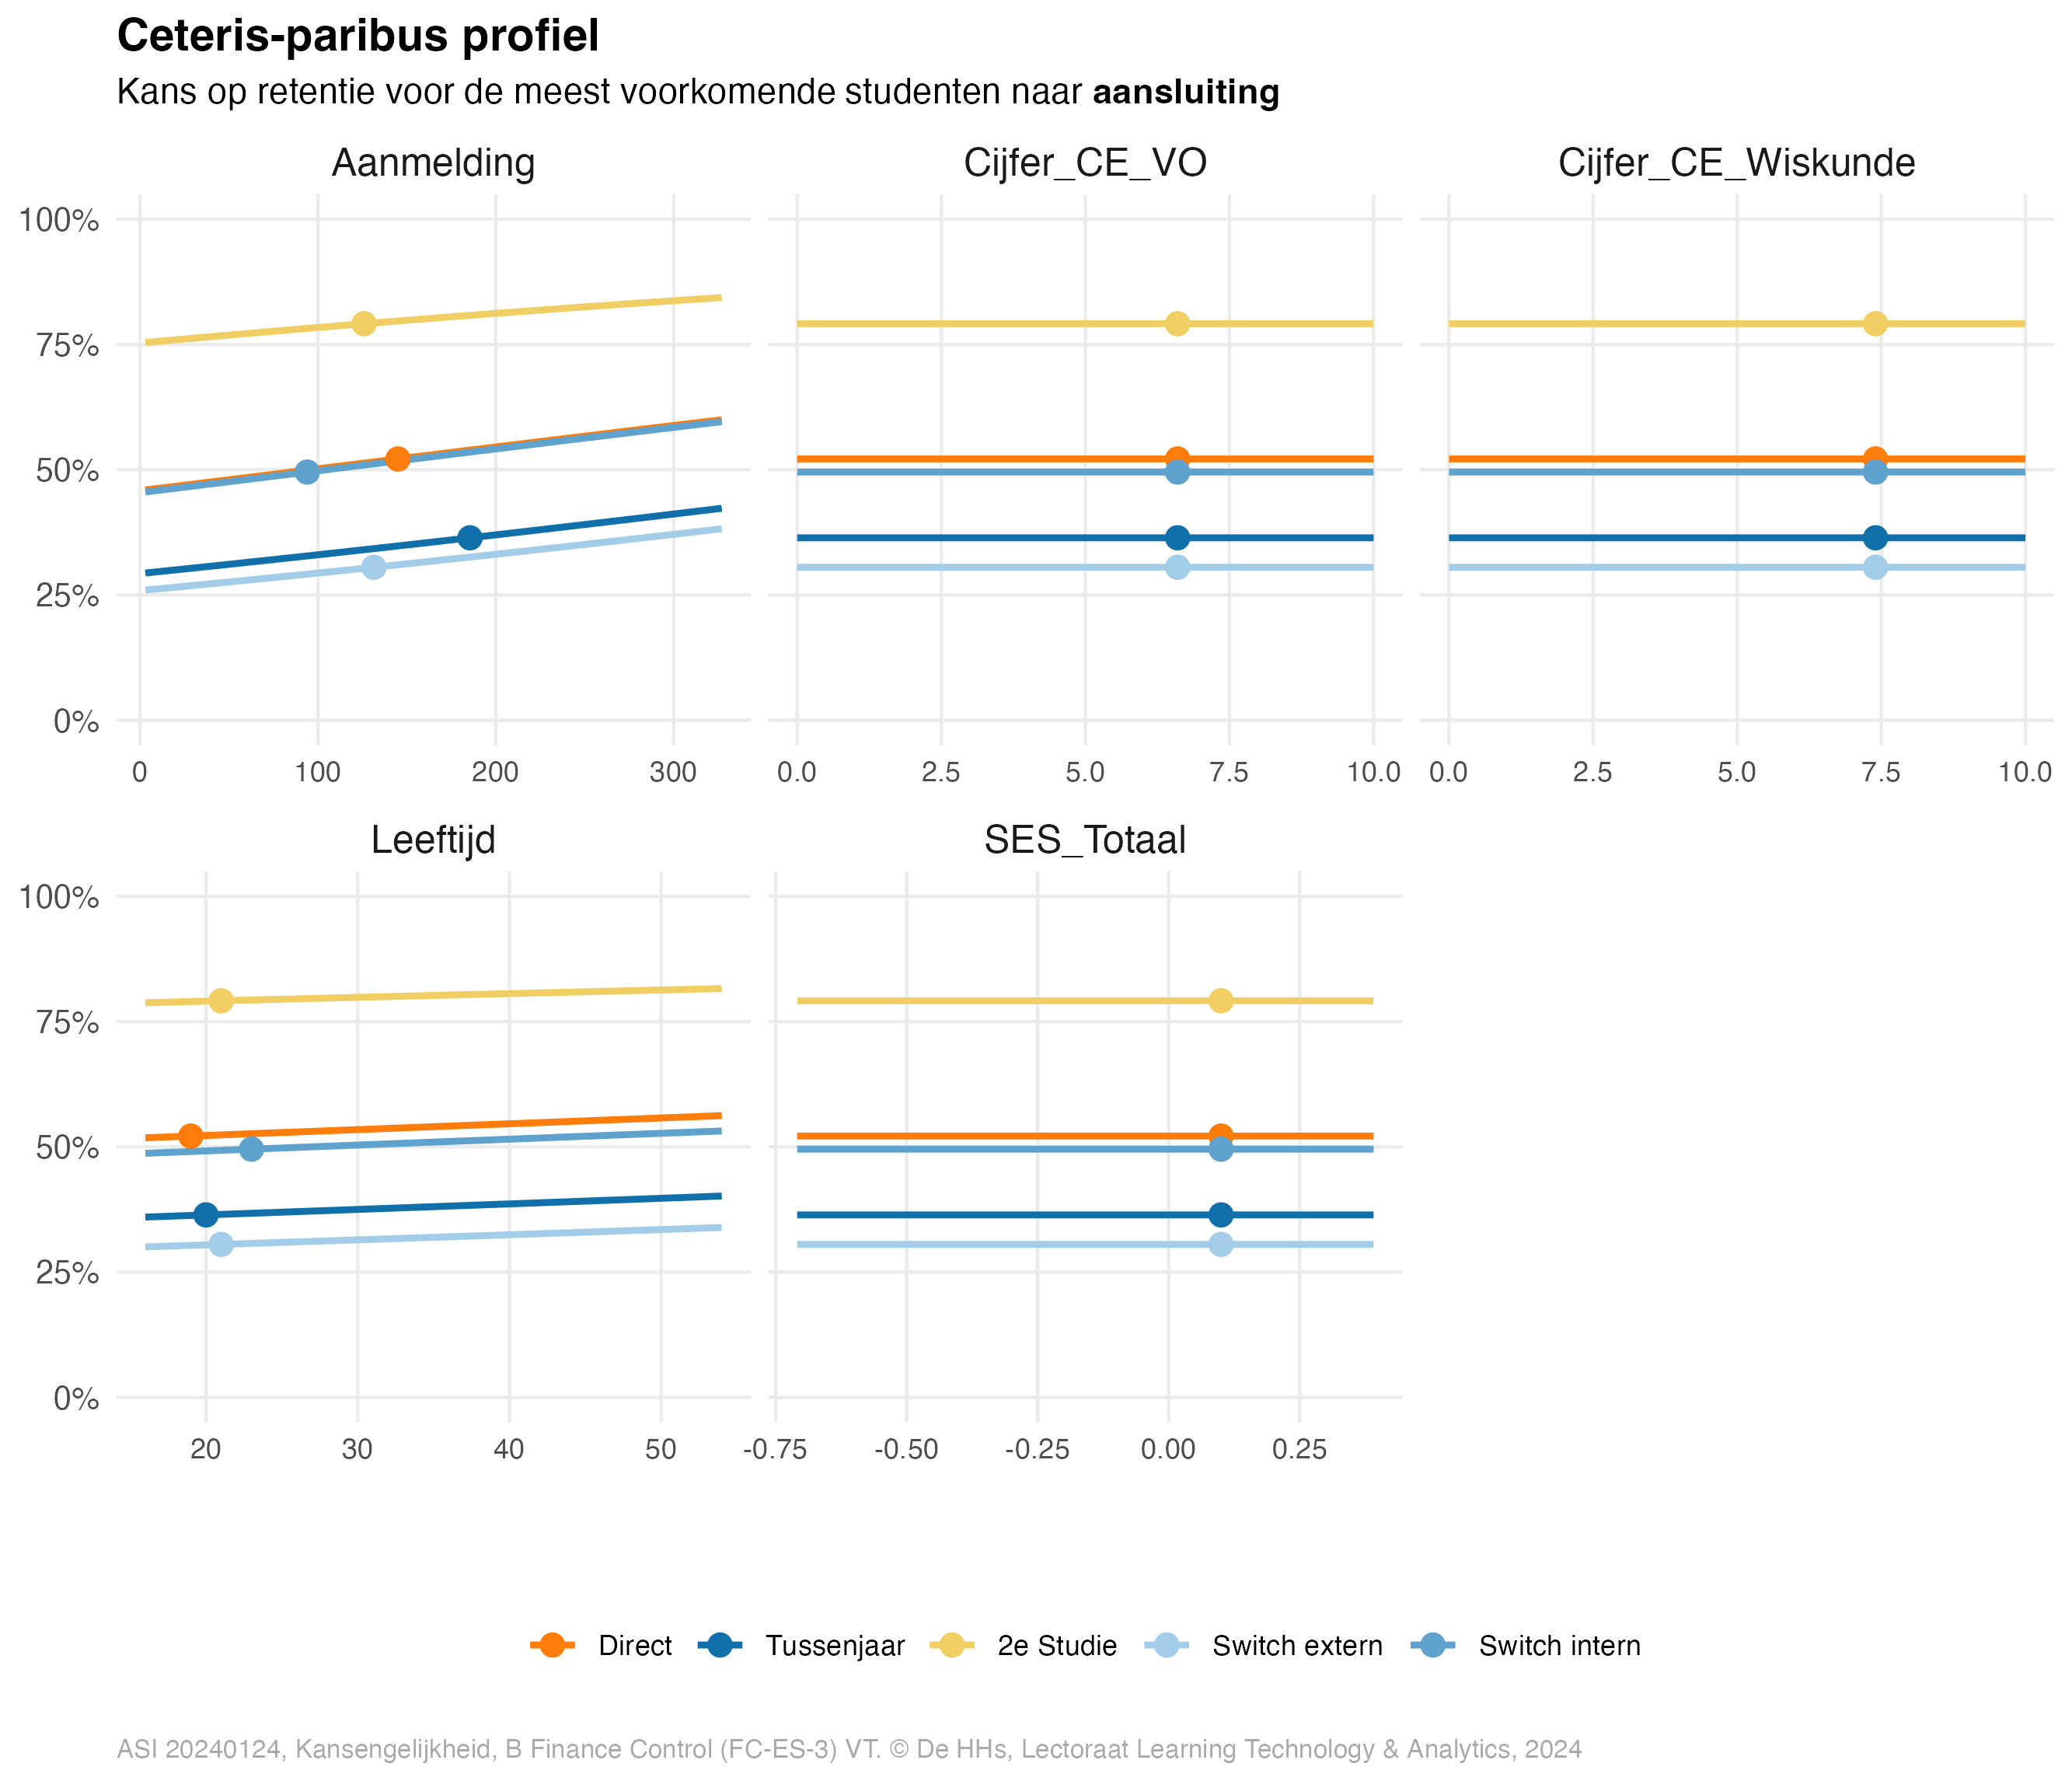 Ceteris-paribus profiel
Kans op retentie voor de meest voorkomende studenten naar aansluiting
Aanmelding
Cijfer_CE_VO
Cijfer_CE_Wiskunde
100%
75%
50%
25%
0%
0 100 200 300
0.0 2.5 5.0 7.5 10.0
0.0 2.5 5.0 7.5 10.0
Leeftijd
SES_Totaal
100%
75%
50%
25%
0%
20 30 40 50
-0.75 -0.50 -0.25 0.00 0.25
Direct Tussenjaar 2e Studie Switch extern Switch intern
ASI 20240124, Kansengelijkheid, B Finance Control (FC-ES-3) VT. © De HHs, Lectoraat Learning Technology & Analytics, 2024